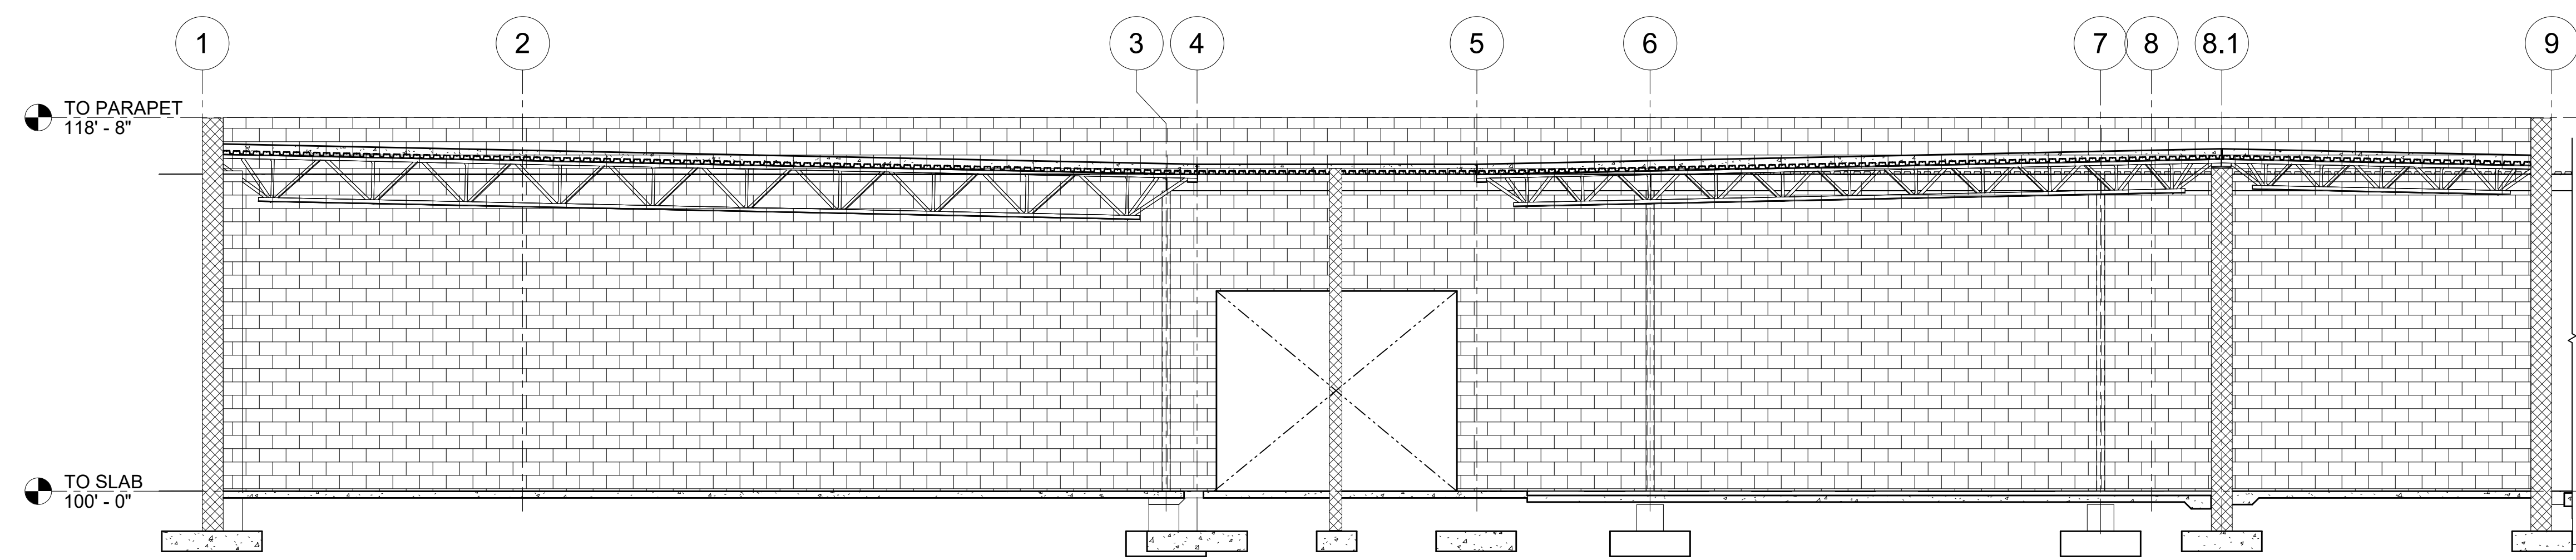 1 2 3 4 5 6 7 8 8.1 9
TO PARAPET
118' - 8"
TO SLAB
100' - 0"